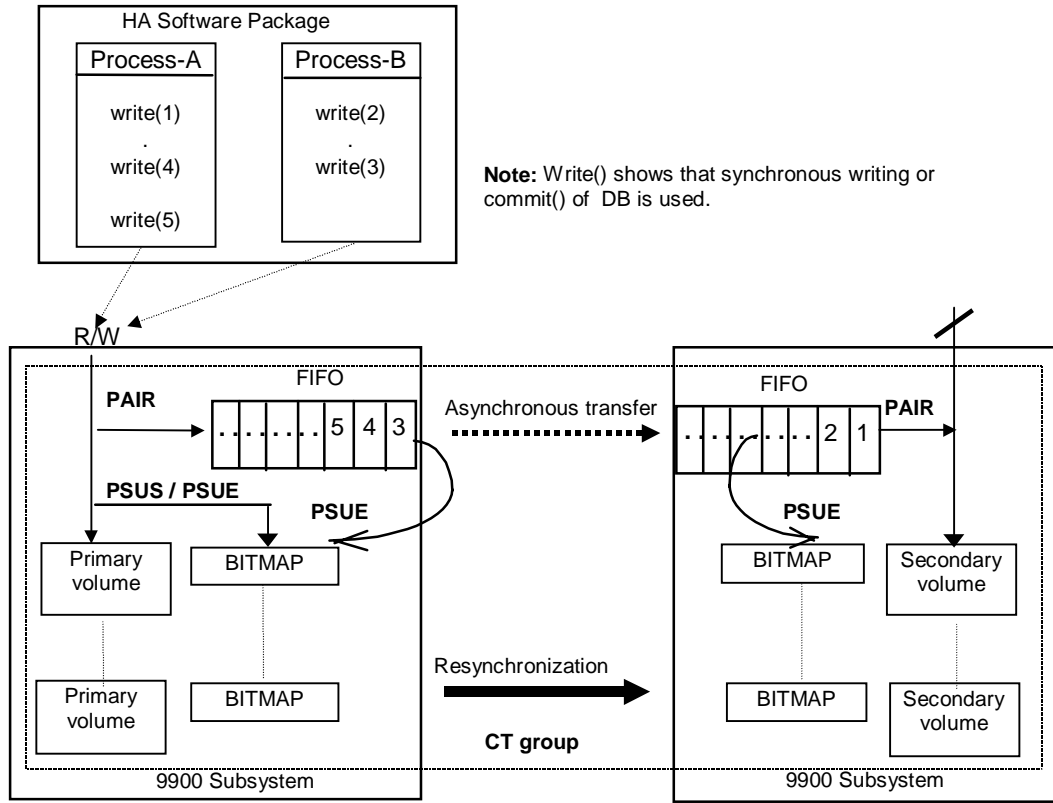 HA Software Package
Process-A
write(1)
.
write(4)
write(5)
Process-B
write(2)
.
write(3)
Note: Write() shows that synchronous writing or
commit() of DB is used.
R/W
FIFO
PAIR
. . . . . . . . 5 4 3
PSUS / PSUE
PSUE
Primary
volume
BITMAP
Primary
volume
BITMAP
9900 Subsystem
Asynchronous transfer
Resynchronization
CT group
FIFO
. . . . . . . . . . 2 1
PAIR
PSUE
BITMAP
Secondary
volume
BITMAP
Secondary
volume
9900 Subsystem